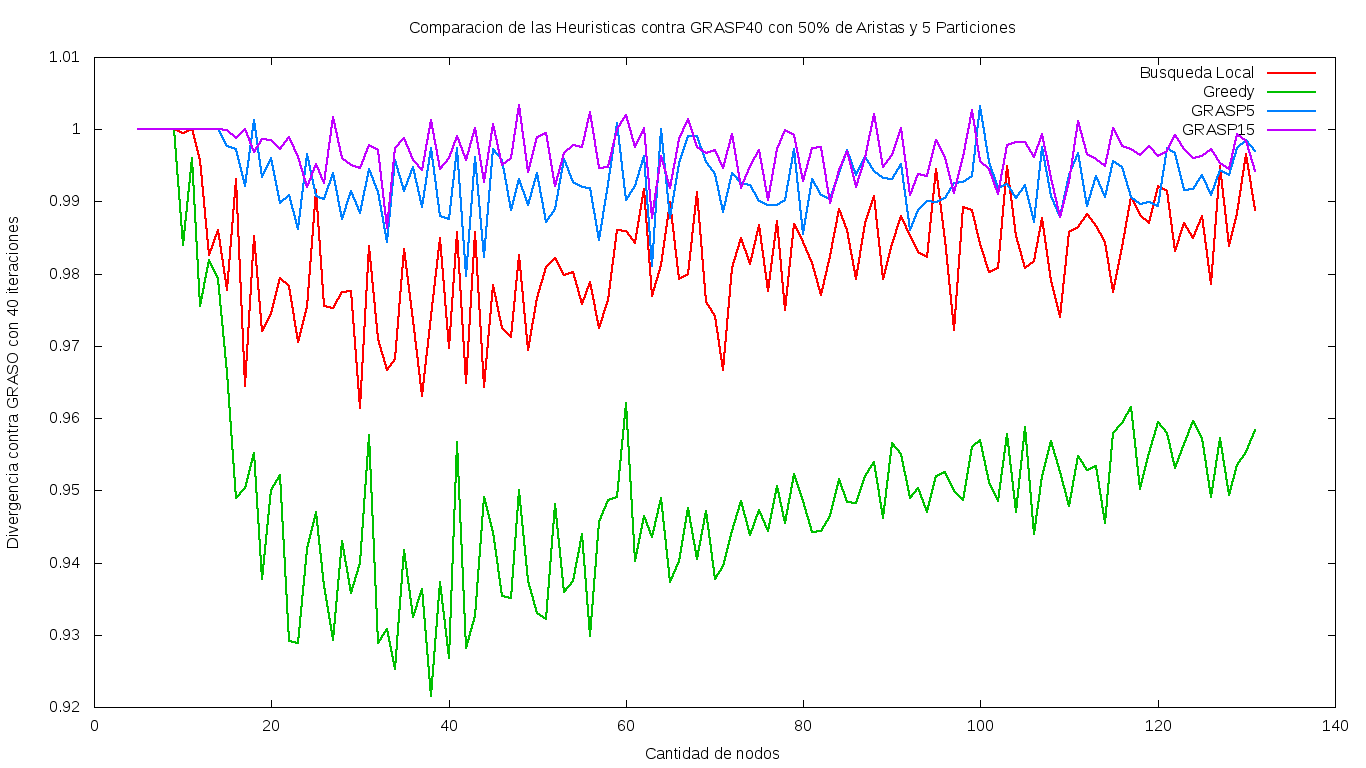 Comparacion de las Heuristicas contra GRASP40 con 50% de Aristas y 5 Particiones
Divergencia contra GRASO con 40 iteraciones
1.01
1
0.99
0.98
0.97
0.96
0.95
0.94
0.93
0.92
Busqueda Local
Greedy
GRASP5
GRASP15
0 20 40 60 80 100 120 140
Cantidad de nodos